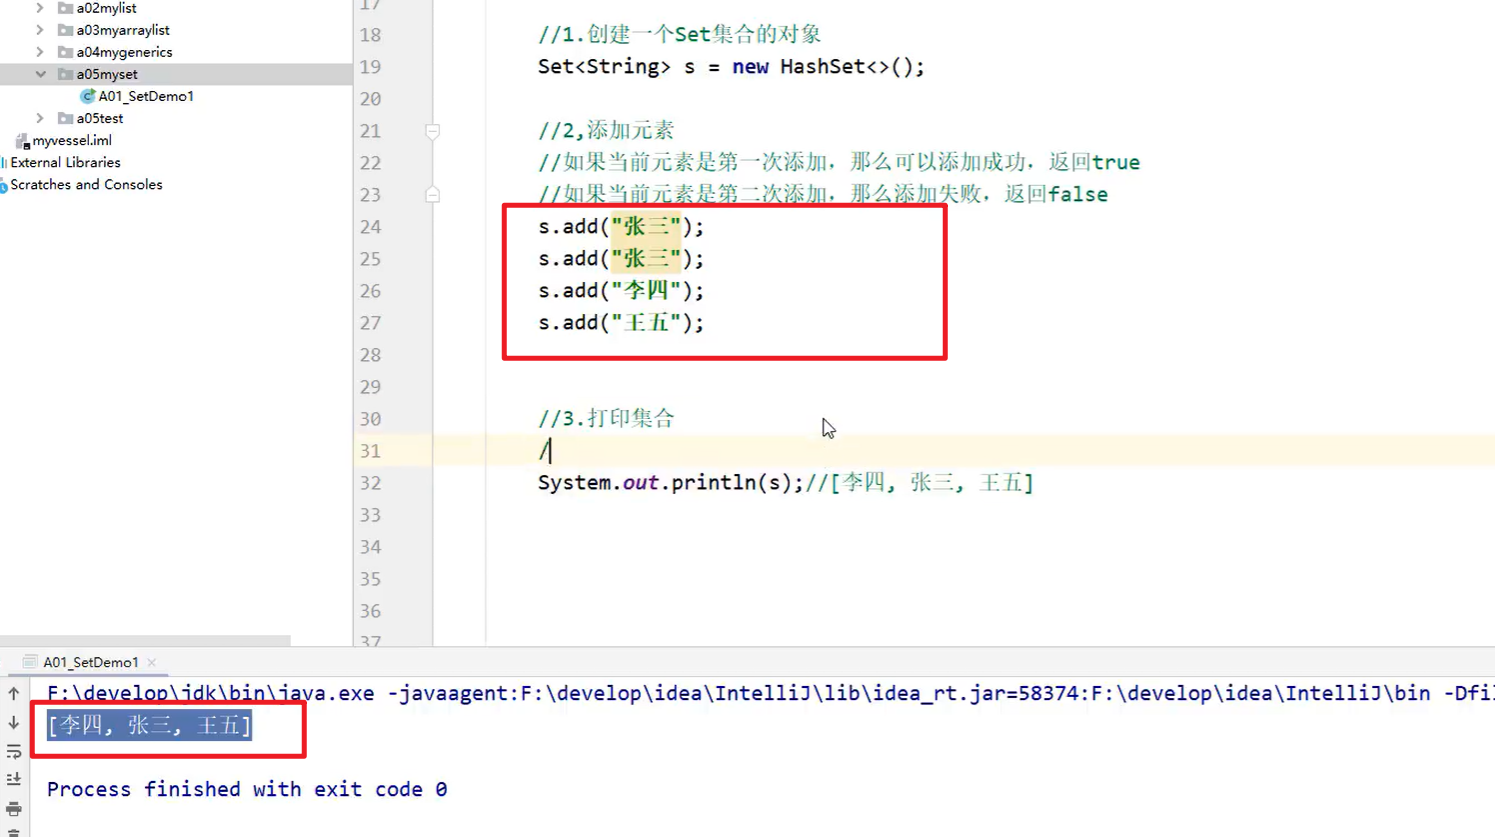 a02mylist
a03myarraylist
a04mygenerics
a05myset
A01_SetDemo1
a05test
myvessel.iml
External Libraries
Scratches and Consoles
17
18 //1.创建一个Set集合的对象
19 Set<String> s = new HashSet<>();
20
21 //2,添加元素
22 //如果当前元素是第一次添加，那么可以添加成功，返回true
23 //如果当前元素是第二次添加，那么添加失败，返回false
24 s.add("张三");
25 s.add("张三");
26 s.add("李四");
27 s.add("王五");
28
29
30 //3.打印集合
31 /
32 System.out.println(s);//[李四, 张三, 王五]
33
34
35
36
37
A01_SetDemo1
F:\develop\jdk\bin\java.exe -javaagent:F:\develop\idea\IntelliJ\lib\idea_rt.jar=58374:F:\develop\idea\IntelliJ\bin -Dfil
[李四, 张三, 王五]
Process finished with exit code 0